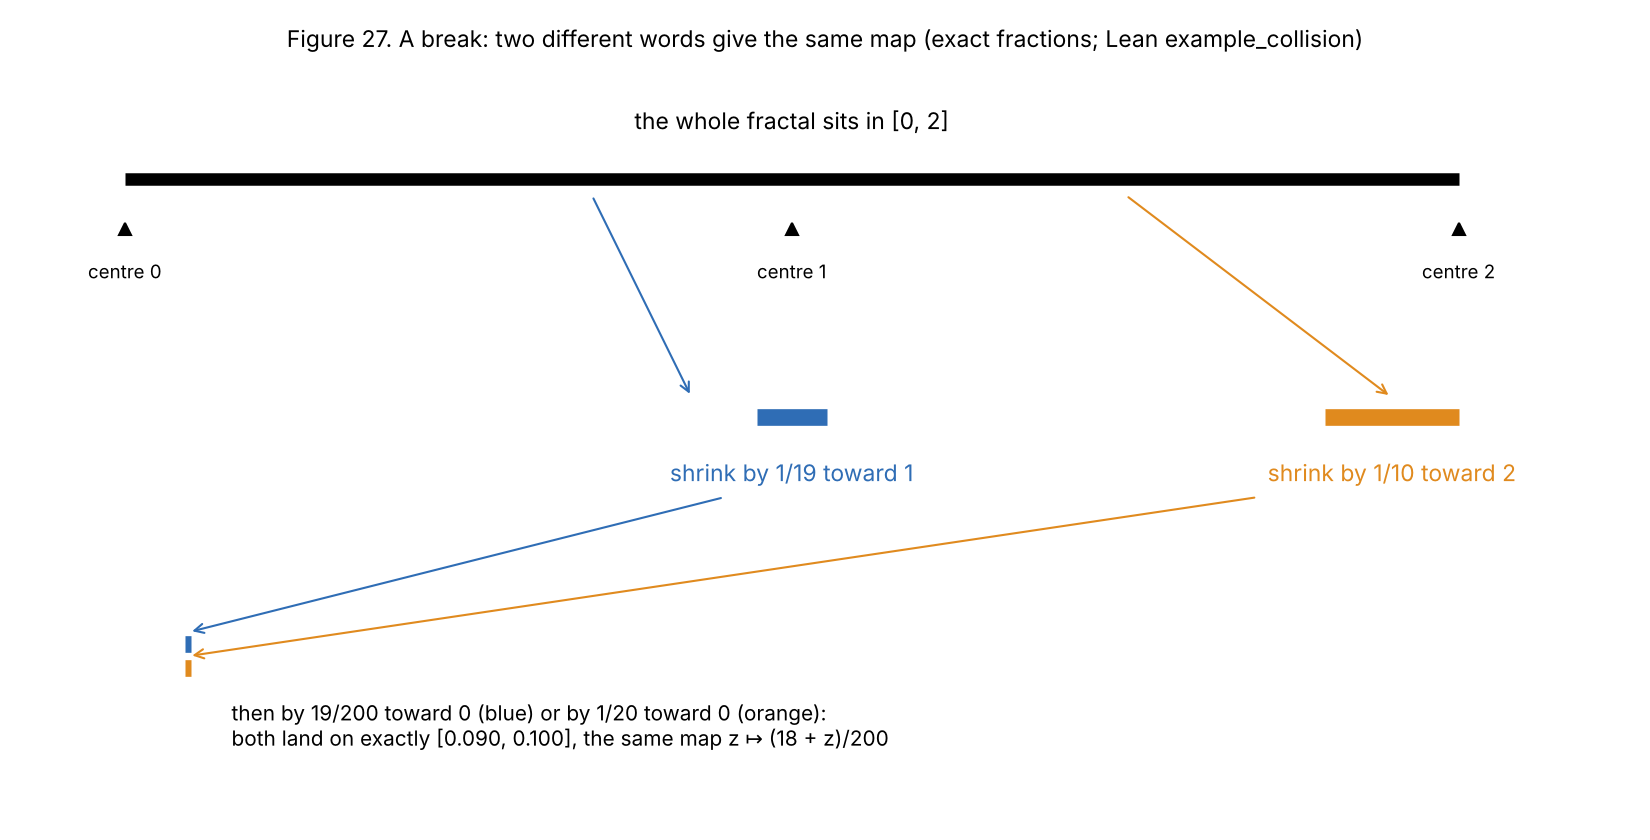 Figure 27. A break: two different words give the same map (exact fractions; Lean example_collision)
the whole fractal sits in [0, 2]
centre 0
centre 1
centre 2
shrink by 1/19 toward 1
shrink by 1/10 toward 2
then by 19/200 toward 0 (blue) or by 1/20 toward 0 (orange):
both land on exactly [0.090, 0.100], the same map z ↦ (18 + z)/200